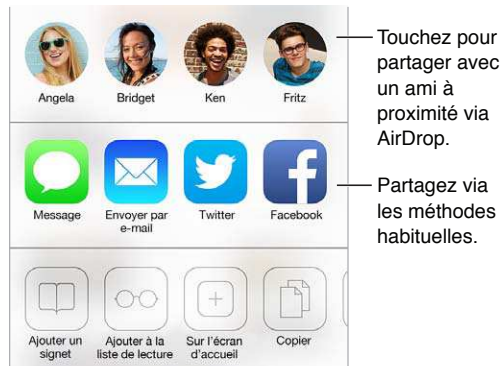 Angela
Bridget
Ken
Fritz
Touchez pour
partager avec
un ami à
proximité via
AirDrop.
Message
Envoyer par
e-mail
Twitter
Facebook
Partagez via
les méthodes
habituelles.
Ajouter un
signet
Ajouter à la
liste de lecture
Sur l'écran
d'accueil
Copier